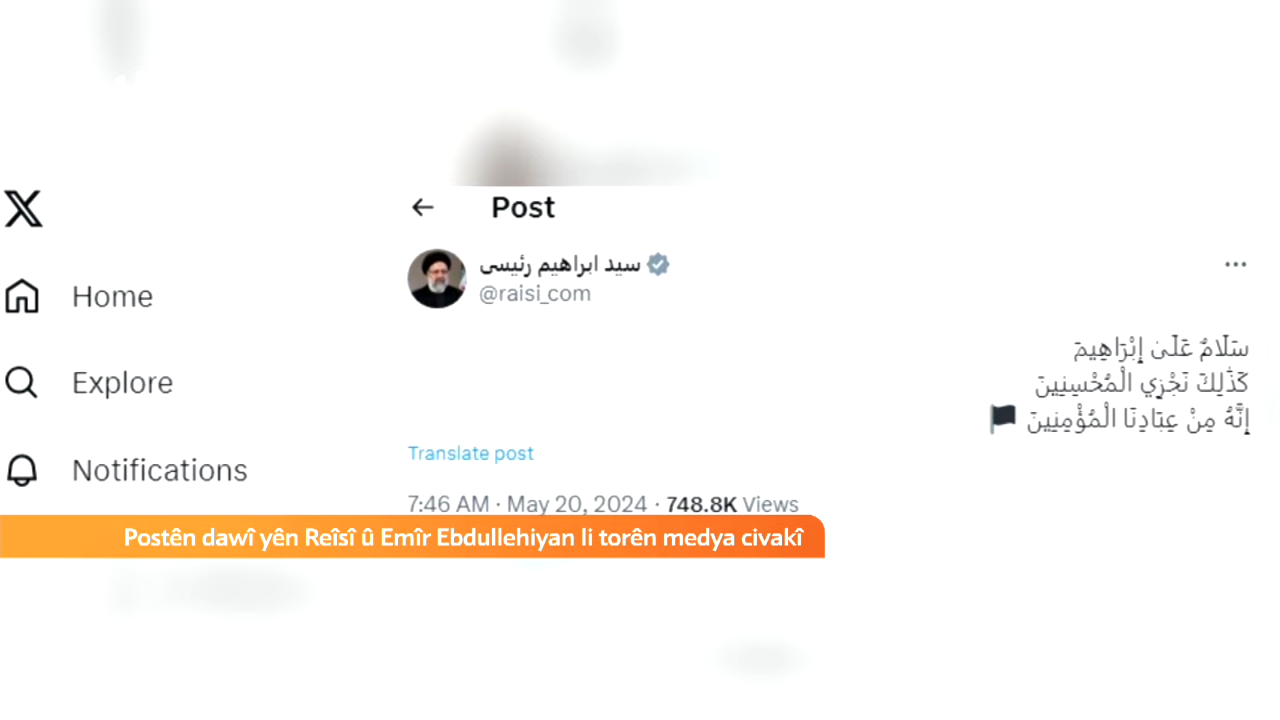 Post
سید ابراهیم رئیسی
@raisi_com
Home
Explore
Notifications
سَلَامٌ عَلَىٰ إِبْرَاهِيمَ
كَذَٰلِكَ نَجْزِي الْمُحْسِنِينَ
إِنَّهُ مِنْ عِبَادِنَا الْمُؤْمِنِينَ 🏴
Translate post
7:46 AM · May 20, 2024 · 748.8K Views
Postên dawî yên Reîsî û Emîr Ebdullehiyan li torên medya civakî